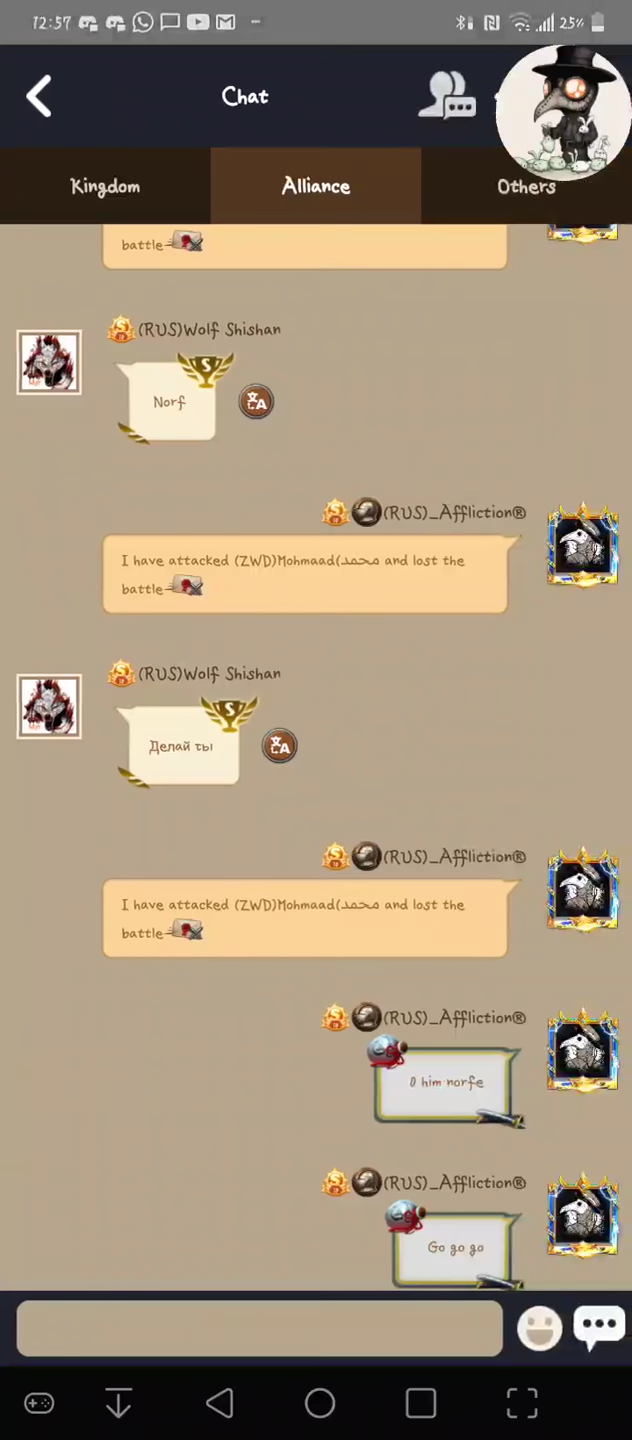 12:57
25%
Chat
Kingdom
Alliance
Others
battle
(RUS)Wolf Shishan
Norf
(RUS)_Affliction®
I have attacked (ZWD)Mohmaad(محمد and lost the
battle
(RUS)Wolf Shishan
Делай ты
(RUS)_Affliction®
I have attacked (ZWD)Mohmaad(محمد and lost the
battle
(RUS)_Affliction®
0 him norfe
(RUS)_Affliction®
Go go go